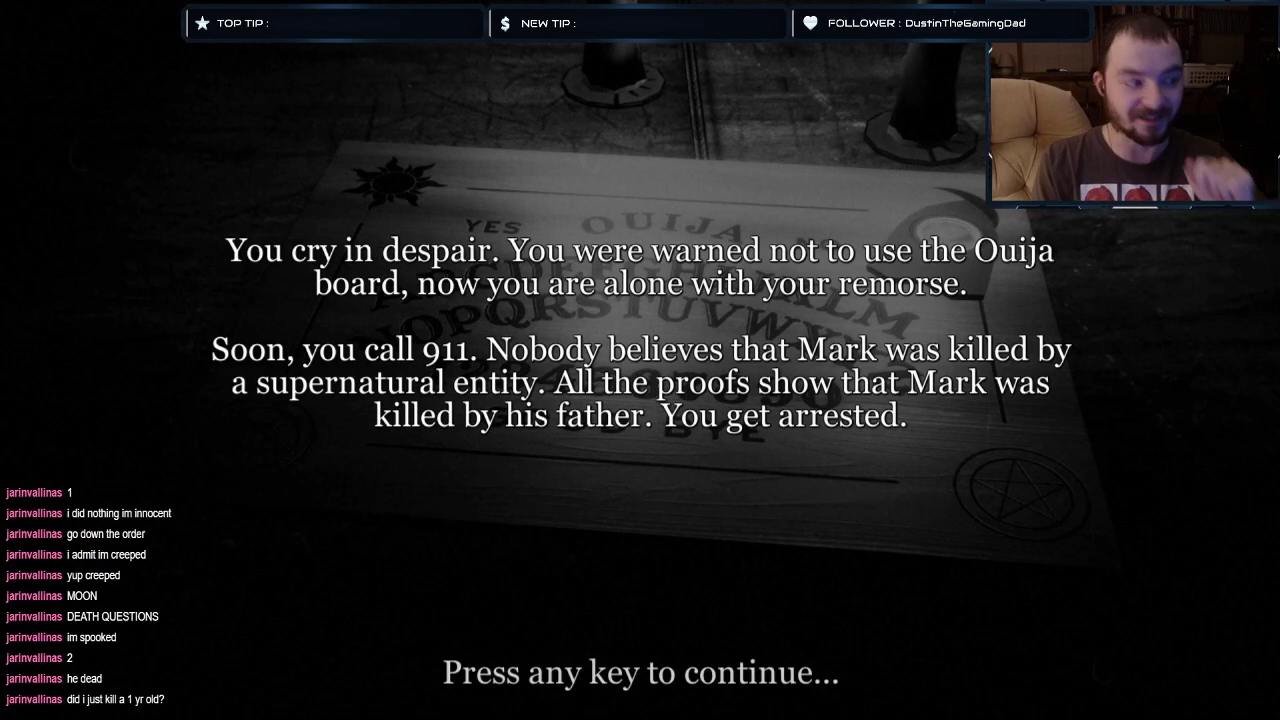 TOP TIP :
NEW TIP :
FOLLOWER : DustinTheGamingDad
YES OUIJA
You cry in despair. You were warned not to use the Ouija
board, now you are alone with your remorse.
Soon, you call 911. Nobody believes that Mark was killed by
a supernatural entity. All the proofs show that Mark was
killed by his father. You get arrested.
Press any key to continue...
jarinvallinas 1
jarinvallinas i did nothing im innocent
jarinvallinas go down the order
jarinvallinas i admit im creeped
jarinvallinas yup creeped
jarinvallinas MOON
jarinvallinas DEATH QUESTIONS
jarinvallinas im spooked
jarinvallinas 2
jarinvallinas he dead
jarinvallinas did i just kill a 1 yr old?